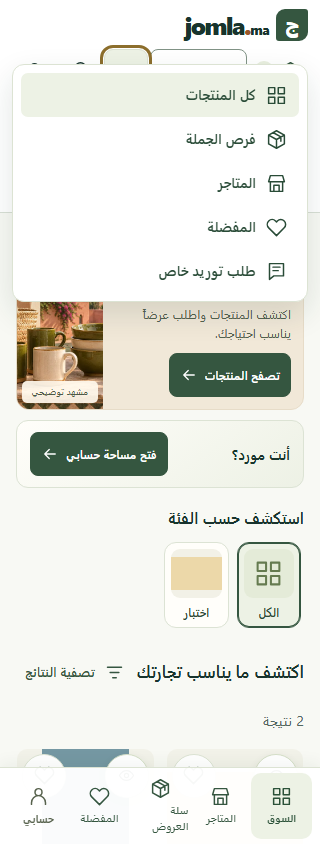 jomla.ma
ج
كل المنتجات
فرص الجملة
المتاجر
المفضلة
طلب توريد خاص
اكتشف المنتجات واطلب عرضاً
يناسب احتياجك.
تصفح المنتجات
مشهد توضيحي
أنت مورد؟
فتح مساحة حسابي
استكشف حسب الفئة
الكل
اختبار
اكتشف ما يناسب تجارتك
تصفية النتائج
2 نتيجة
السوق
المتاجر
سلة
العروض
المفضلة
حسابي